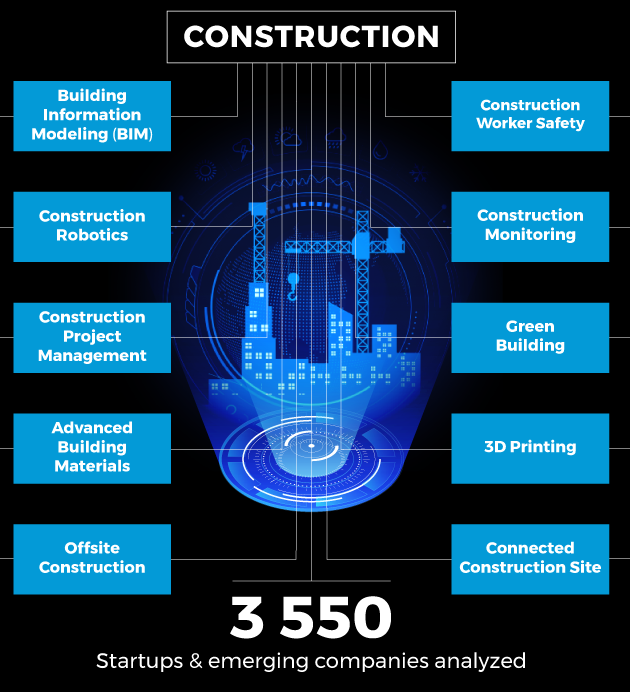 CONSTRUCTION
Building
Information
Modeling (BIM)
Construction
Worker Safety
Construction
Robotics
Construction
Monitoring
Construction
Project
Management
Green
Building
Advanced
Building
Materials
3D Printing
Offsite
Construction
Connected
Construction Site
3 550
Startups & emerging companies analyzed